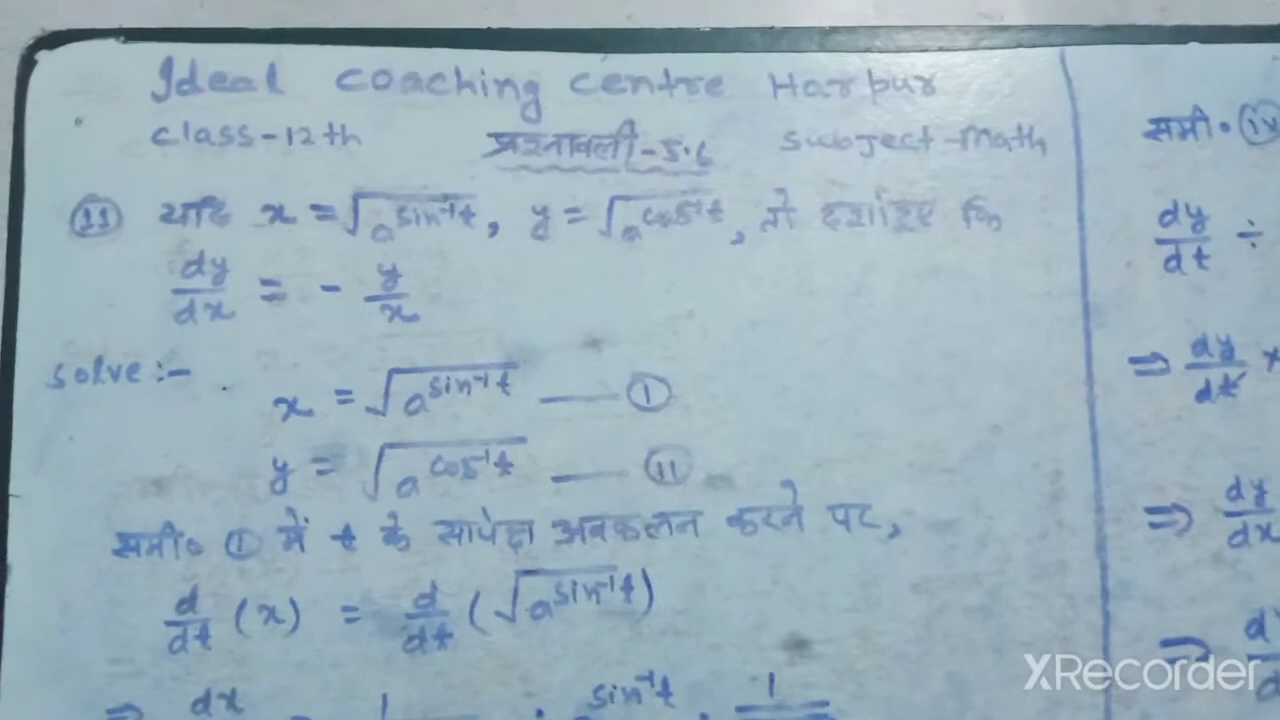 Ideal coaching centre Harpur
class-12th प्रश्नावली-5.6 subject-math
(11) यदि x = √a^sin⁻¹t, y = √a^cos⁻¹t, तो दर्शाइए कि
dy/dx = - y/x
solve:-
x = √a^sin⁻¹t —— (I)
y = √a^cos⁻¹t —— (II)
समी० (I) में t के सापेक्ष अवकलन करने पर,
d/dt (x) = d/dt (√a^sin⁻¹t)
⇒ dx
समी० (IV)
dy/dt ÷
⇒ dy/dt ×
⇒ dy/dx
⇒
XRecorder